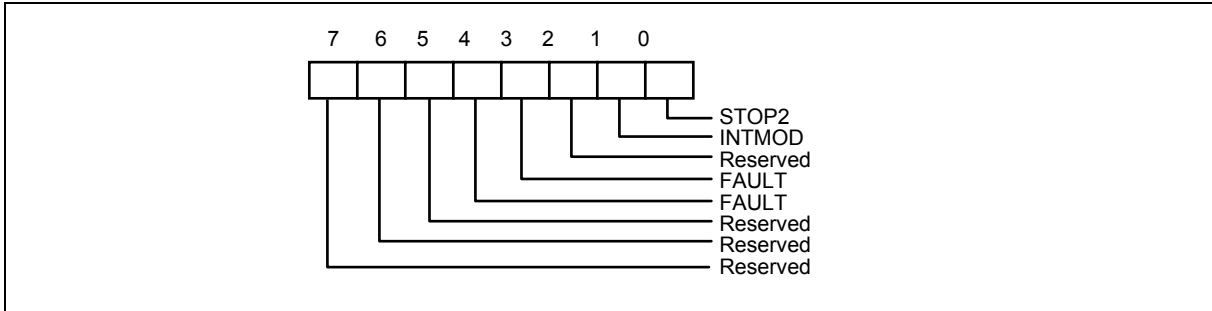 7 6 5 4 3 2 1 0
STOP2
INTMOD
Reserved
FAULT
FAULT
Reserved
Reserved
Reserved